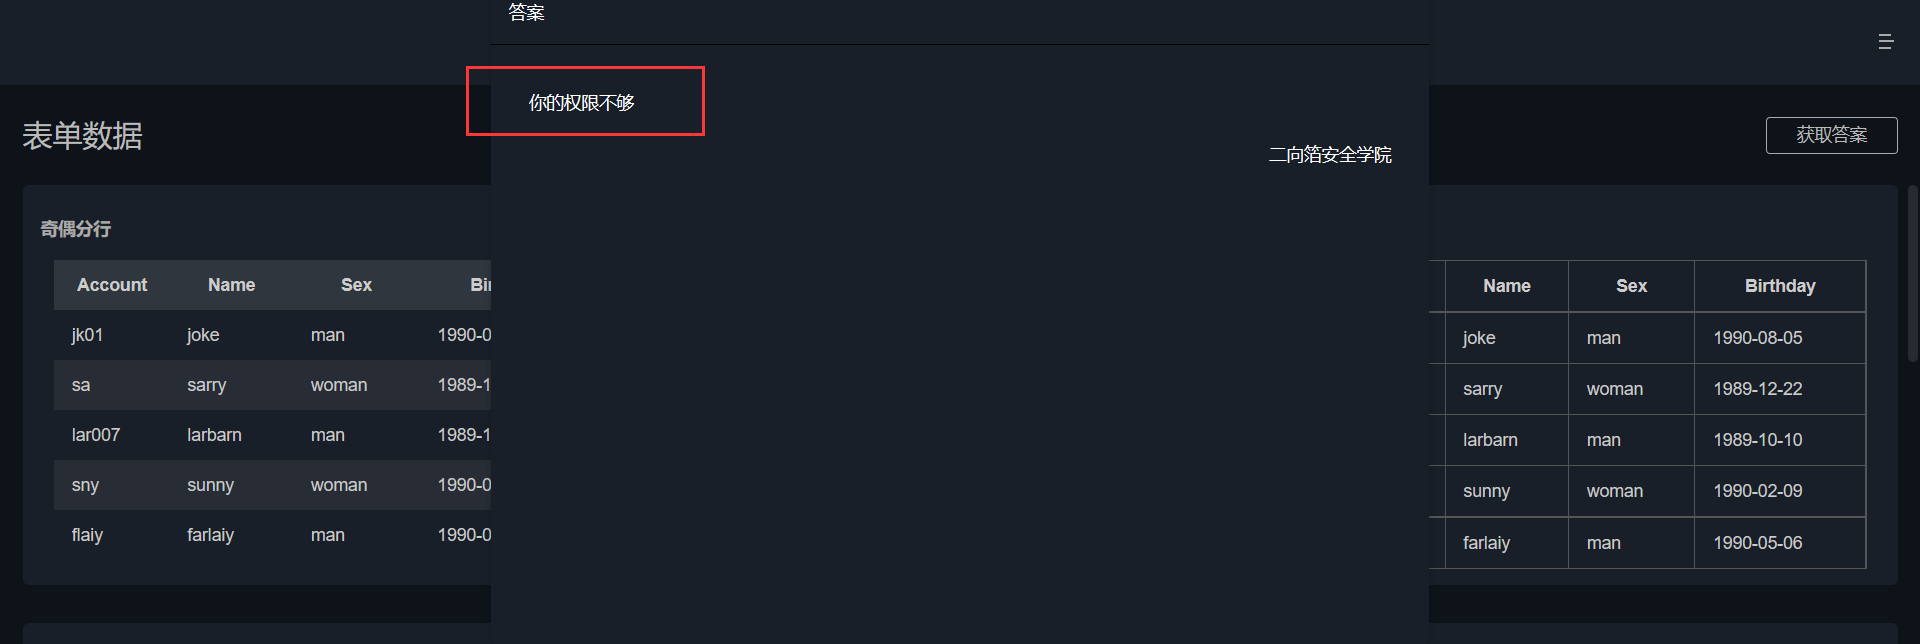 答案
你的权限不够
二向箔安全学院
表单数据
获取答案
奇偶分行
Account Name Sex Bi
jk01 joke man 1990-0
sa sarry woman 1989-1
lar007 larbarn man 1989-1
sny sunny woman 1990-0
flaiy farlaiy man 1990-0
Name Sex Birthday
joke man 1990-08-05
sarry woman 1989-12-22
larbarn man 1989-10-10
sunny woman 1990-02-09
farlaiy man 1990-05-06